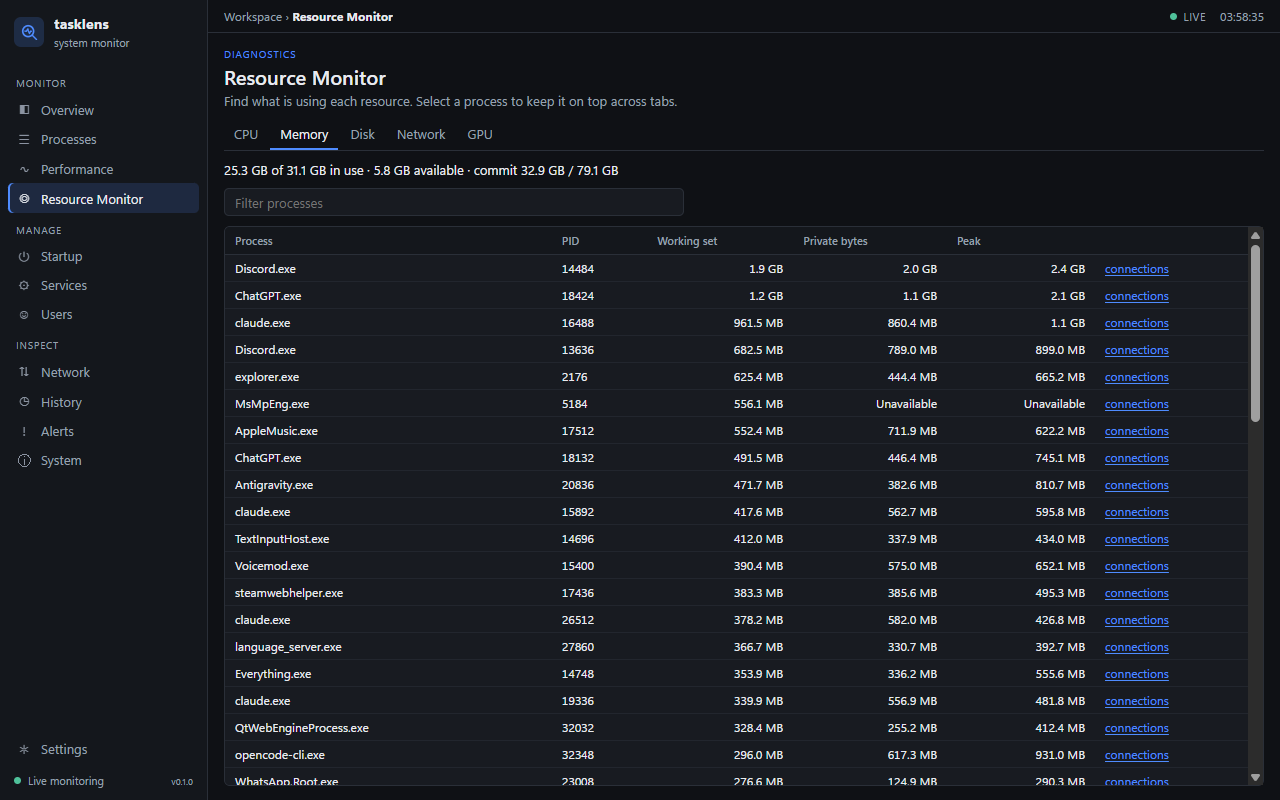 tasklens
system monitor
MONITOR
Overview
Processes
Performance
Resource Monitor
MANAGE
Startup
Services
Users
INSPECT
Network
History
Alerts
System
Settings
Live monitoring v0.1.0
Workspace › Resource Monitor LIVE 03:58:35
DIAGNOSTICS
Resource Monitor
Find what is using each resource. Select a process to keep it on top across tabs.
CPU Memory Disk Network GPU
25.3 GB of 31.1 GB in use · 5.8 GB available · commit 32.9 GB / 79.1 GB
Filter processes
Process PID Working set Private bytes Peak
Discord.exe 14484 1.9 GB 2.0 GB 2.4 GB connections
ChatGPT.exe 18424 1.2 GB 1.1 GB 2.1 GB connections
claude.exe 16488 961.5 MB 860.4 MB 1.1 GB connections
Discord.exe 13636 682.5 MB 789.0 MB 899.0 MB connections
explorer.exe 2176 625.4 MB 444.4 MB 665.2 MB connections
MsMpEng.exe 5184 556.1 MB Unavailable Unavailable connections
AppleMusic.exe 17512 552.4 MB 711.9 MB 622.2 MB connections
ChatGPT.exe 18132 491.5 MB 446.4 MB 745.1 MB connections
Antigravity.exe 20836 471.7 MB 382.6 MB 810.7 MB connections
claude.exe 15892 417.6 MB 562.7 MB 595.8 MB connections
TextInputHost.exe 14696 412.0 MB 337.9 MB 434.0 MB connections
Voicemod.exe 15400 390.4 MB 575.0 MB 652.1 MB connections
steamwebhelper.exe 17436 383.3 MB 385.6 MB 495.3 MB connections
claude.exe 26512 378.2 MB 582.0 MB 426.8 MB connections
language_server.exe 27860 366.7 MB 330.7 MB 392.7 MB connections
Everything.exe 14748 353.9 MB 336.2 MB 555.6 MB connections
claude.exe 19336 339.9 MB 556.9 MB 481.8 MB connections
QtWebEngineProcess.exe 32032 328.4 MB 255.2 MB 412.4 MB connections
opencode-cli.exe 32348 296.0 MB 617.3 MB 931.0 MB connections
WhatsApp.Root.exe 23008 276.6 MB 124.9 MB 290.3 MB connections